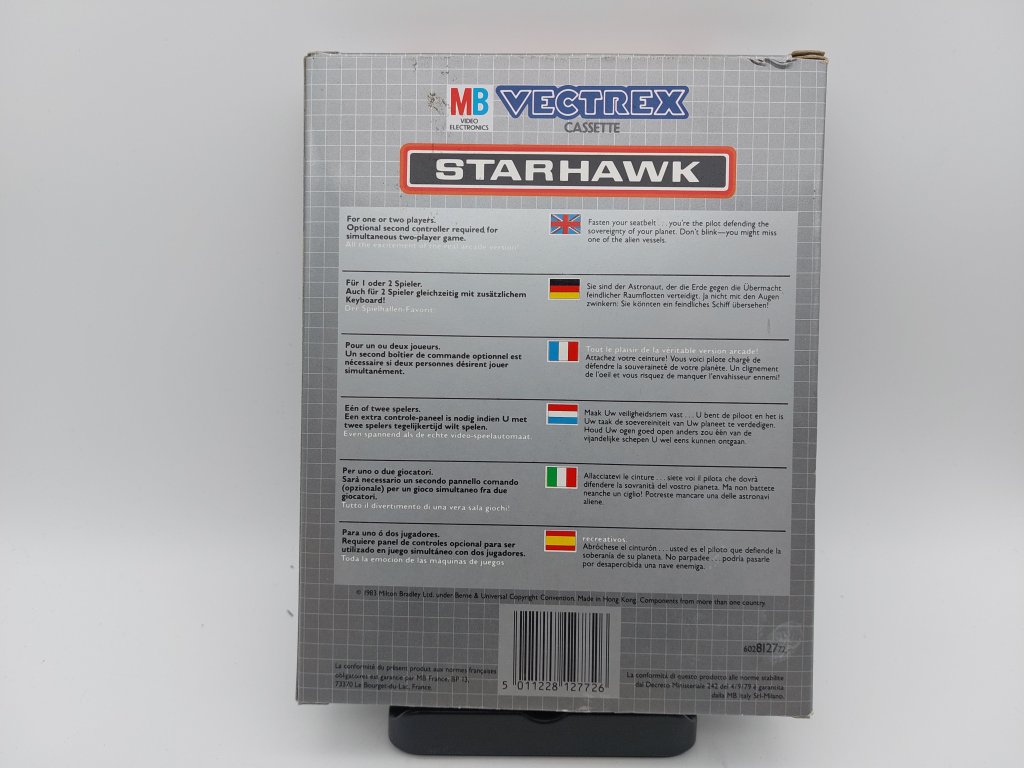 MB VECTREX
VIDEO
ELECTRONICS
CASSETTE
STARHAWK
For one or two players.
Optional second controller required for
simultaneous two-player game.
All the excitement of the real arcade version!
Fasten your seatbelt . . . you're the pilot defending the
sovereignty of your planet. Don't blink—you might miss
one of the alien vessels.
Für 1 oder 2 Spieler.
Auch für 2 Spieler gleichzeitig mit zusätzlichem
Keyboard!
Der Spielhallen-Favorit.
Sie sind der Astronaut, der die Erde gegen die Übermacht
feindlicher Raumflotten verteidigt. Ja nicht mit den Augen
zwinkern: Sie könnten ein feindliches Schiff übersehen!
Pour un ou deux joueurs.
Un second boîtier de commande optionnel est
nécessaire si deux personnes désirent jouer
simultanément.
Tout le plaisir de la véritable version arcade!
Attachez votre ceinture! Vous voici pilote chargé de
défendre la souveraineté de votre planète. Un clignement
de l'oeil et vous risquez de manquer l'envahisseur ennemi!
Eén of twee spelers.
Een extra controle-paneel is nodig indien U met
twee spelers tegelijkertijd wilt spelen.
Even spannend als de echte video-speelautomaat.
Maak Uw veiligheidsriem vast . . . U bent de piloot en het is
Uw taak de soevereiniteit van Uw planeet te verdedigen.
Houd Uw ogen goed open anders zou één van de
vijandelijke schepen U wel eens kunnen ontgaan.
Per uno o due giocatori.
Sará necessario un secondo pannello comando
(opzionale) per un gioco simultaneo fra due
giocatori.
Tutto il divertimento di una vera sala giochi!
Allacciatevi le cinture . . . siete voi il pilota che dovrà
difendere la sovranità del vostro pianeta. Ma non battete
neanche un ciglio! Potreste mancare una delle astronavi
aliene.
Para uno ó dos jugadores.
Requiere panel de controles opcional para ser
utilizado en juego simultáneo con dos jugadores.
Toda la emoción de las máquinas de juegos
recreativos.
Abróchese el cinturón . . . usted es el piloto que defiende la
soberanía de su planeta. No parpadee . . . podría pasarle
por desapercibida una nave enemiga.
© 1983 Milton Bradley Ltd. under Berne & Universal Copyright Convention. Made in Hong Kong. Components from more than one country.
602812772
La conformité du présent produit aux normes françaises
obligatoires est garantie par MB France, BP 13,
73370 Le Bourget-du-Lac, France.
5 011228 127726
La conformità di questo prodotto alle norme stabilite
dal Decreto Ministeriale 242 del 4/9/79 è garantita
dalla MB Italy Srl-Milano.